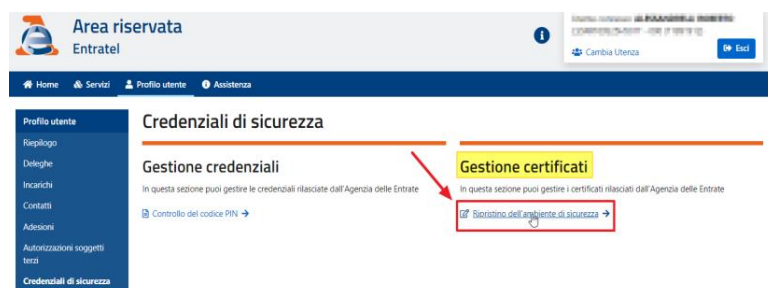 Area riservata
Entratel
Cambia Utenza
Esci
Home Servizi Profilo utente Assistenza
Profilo utente
Riepilogo
Deleghe
Incarichi
Contatti
Adesioni
Autorizzazioni soggetti
terzi
Credenziali di sicurezza
Credenziali di sicurezza
Gestione credenziali
In questa sezione puoi gestire le credenziali rilasciate dall'Agenzia delle Entrate
Controllo del codice PIN
Gestione certificati
In questa sezione puoi gestire i certificati rilasciati dall'Agenzia delle Entrate
Ripristino dell'ambiente di sicurezza